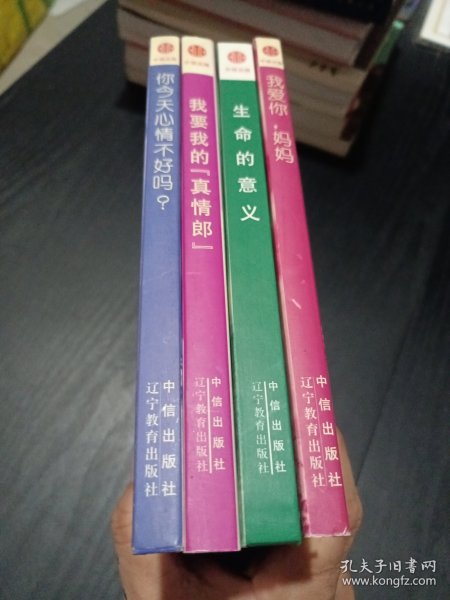 你今天心情不好吗?
中信出版社
辽宁教育出版社
我要我的『真情郎』
中信出版社
辽宁教育出版社
生命的意义
中信出版社
辽宁教育出版社
我爱你,妈妈
中信出版社
辽宁教育出版社
孔夫子旧书网
www.kongfz.com